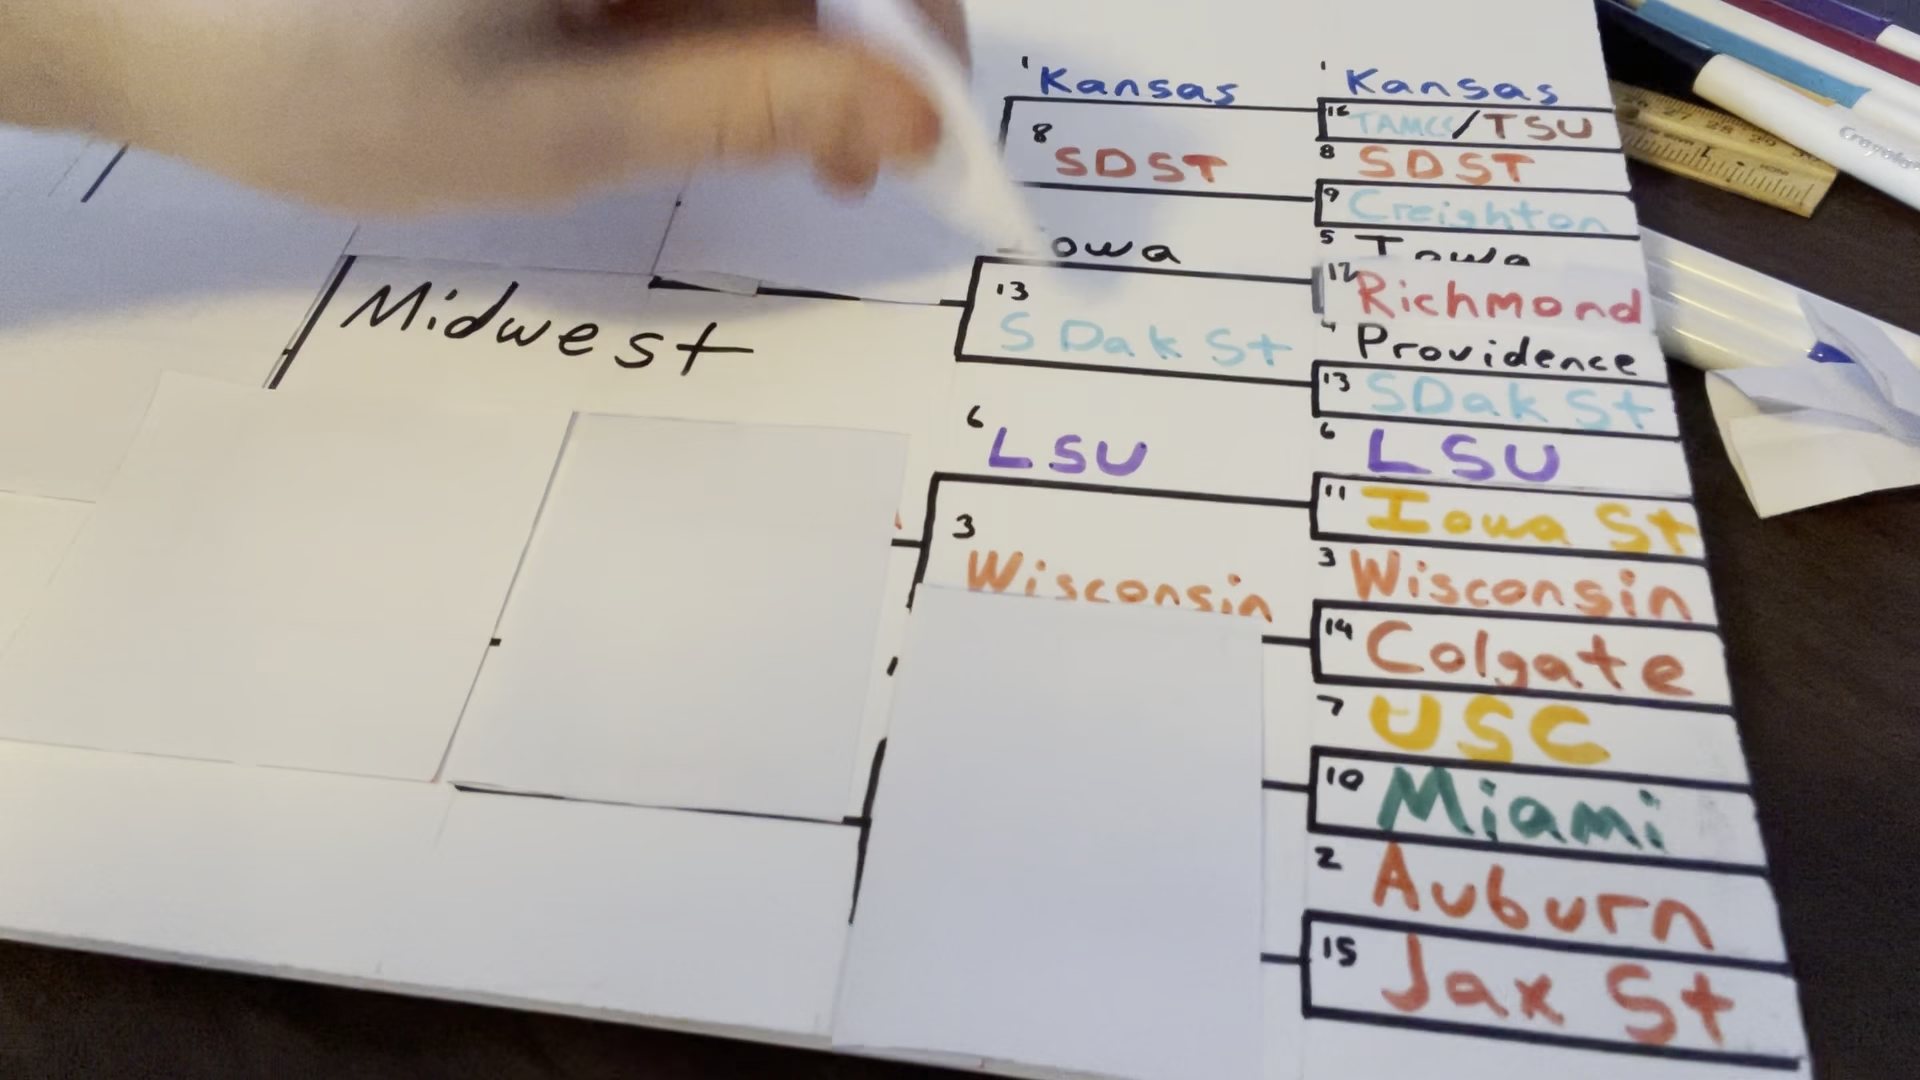 1 Kansas
8 SDST
Iowa
13 S Dak St
6 LSU
3 Wisconsin
Midwest
1 Kansas
16 TAMCC/TSU
8 SDST
9 Creighton
5 Iowa
12 Richmond
4 Providence
13 SDak St
6 LSU
11 Iowa St
3 Wisconsin
14 Colgate
7 USC
10 Miami
2 Auburn
15 Jax St
Crayola